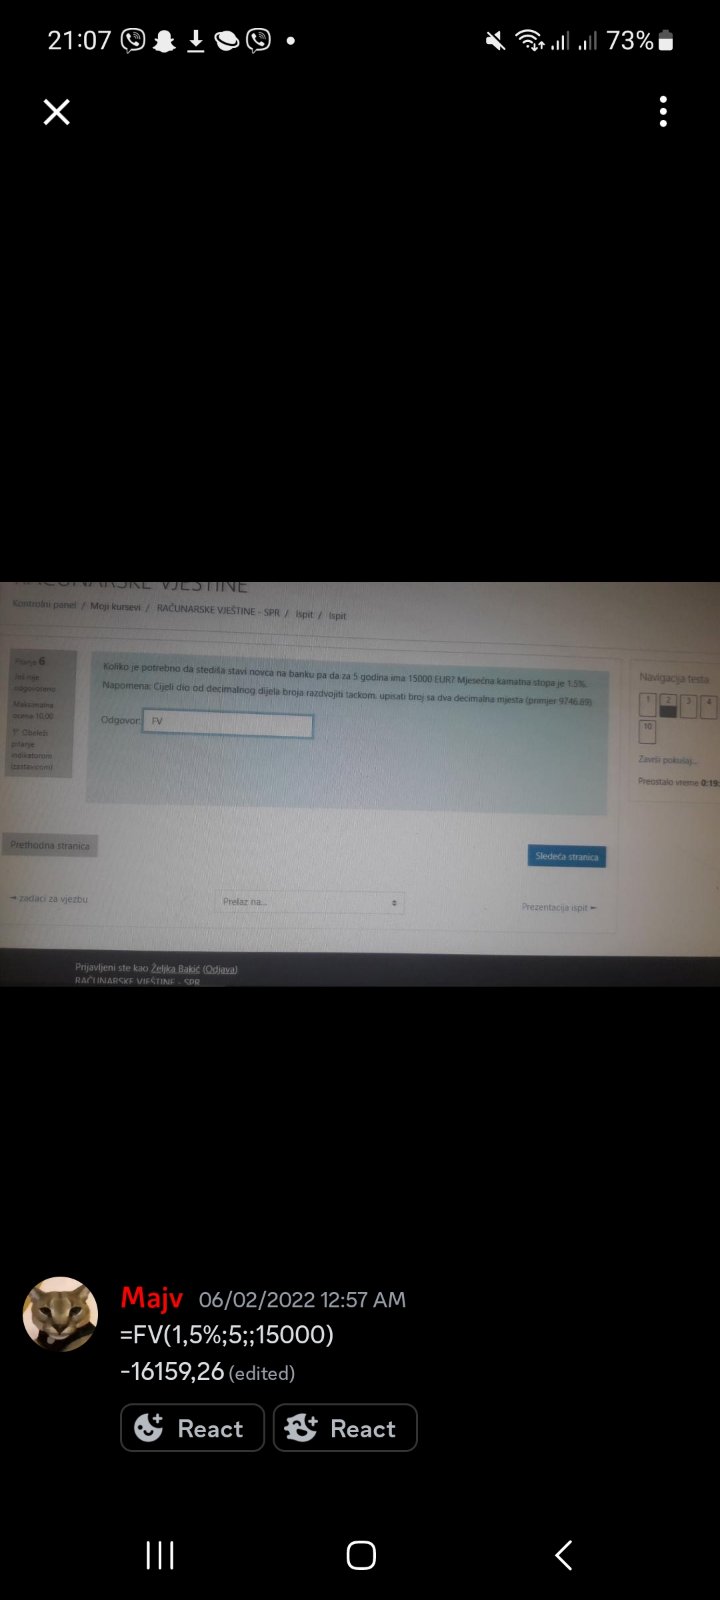 21:07
73%
RAČUNARSKE VJEŠTINE
Kontrolni panel / Moji kursevi / RAČUNARSKE VJEŠTINE - SPR / Ispit / Ispit
Pitanje 6
Još nije
odgovoreno
Maksimalna
ocena 10,00
Obeleži
pitanje
indikatorom
(zastavicom)
Koliko je potrebno da stediša stavi novca na banku pa da za 5 godina ima 15000 EUR? Mjesečna kamatna stopa je 1.5%.
Napomena: Cijeli dio od decimalnog dijela broja razdvojiti tackom. upisati broj sa dva decimalna mjesta (primjer 9746.89)
Odgovor: FV
Navigacija testa
1 2 3 4
10
Završi pokušaj...
Preostalo vreme 0:19:
Prethodna stranica
Sledeća stranica
zadaci za vjezbu
Prelaz na...
Prezentacija ispit
Prijavljeni ste kao Željka Bakić (Odjava)
RAČUNARSKE VJEŠTINE - SPR
Majv 06/02/2022 12:57 AM
=FV(1,5%;5;;15000)
-16159,26 (edited)
React React